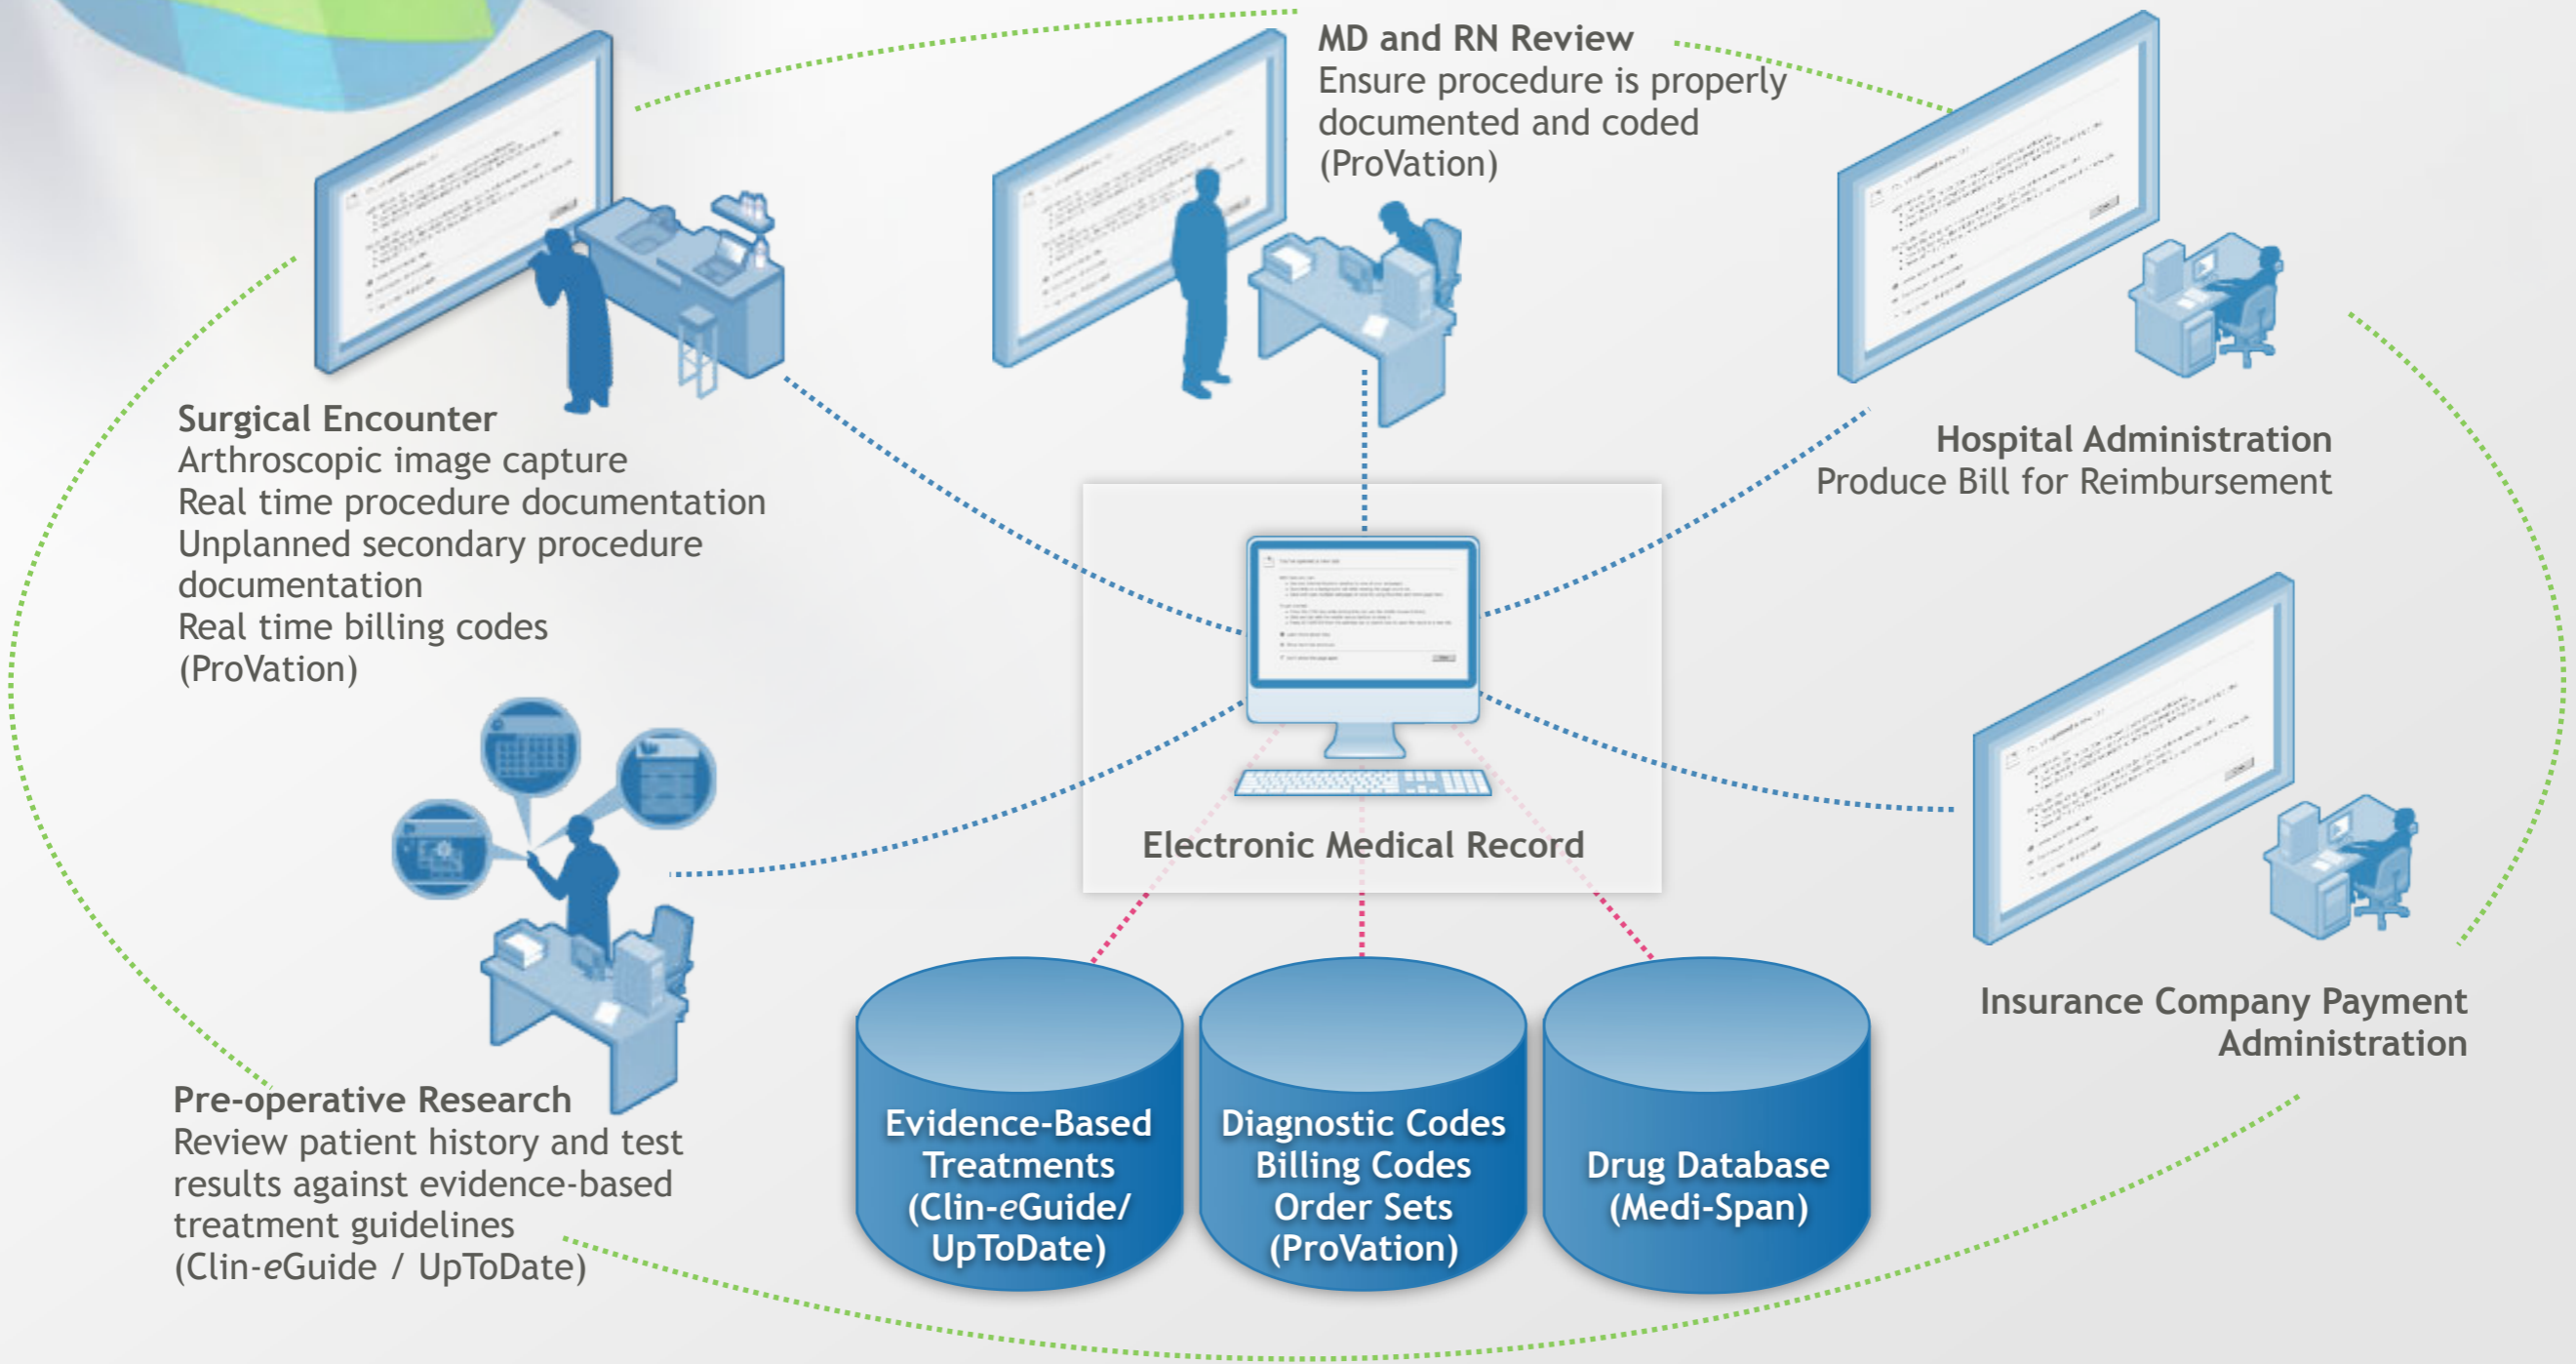 MD and RN Review
Ensure procedure is properly
documented and coded
(ProVation)
Surgical Encounter
Arthroscopic image capture
Real time procedure documentation
Unplanned secondary procedure
documentation
Real time billing codes
(ProVation)
Hospital Administration
Produce Bill for Reimbursement
Electronic Medical Record
Insurance Company Payment
Administration
Pre-operative Research
Review patient history and test
results against evidence-based
treatment guidelines
(Clin-eGuide / UpToDate)
Evidence-Based
Treatments
(Clin-eGuide/
UpToDate)
Diagnostic Codes
Billing Codes
Order Sets
(ProVation)
Drug Database
(Medi-Span)